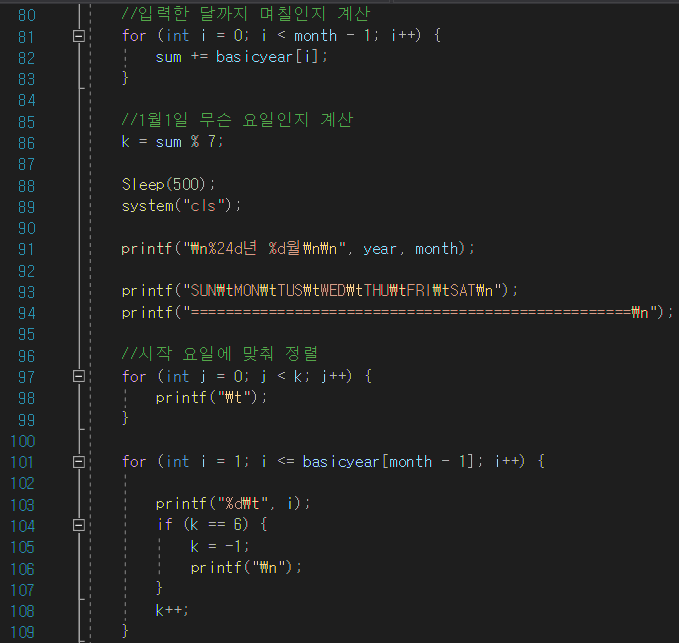 80 //입력한 달까지 며칠인지 계산
81 for (int i = 0; i < month - 1; i++) {
82 sum += basicyear[i];
83 }
84
85 //1월1일 무슨 요일인지 계산
86 k = sum % 7;
87
88 Sleep(500);
89 system("cls");
90
91 printf("₩n%24d년 %d월₩n₩n", year, month);
92
93 printf("SUN₩tMON₩tTUS₩tWED₩tTHU₩tFRI₩tSAT₩n");
94 printf("===================================================₩n");
95
96 //시작 요일에 맞춰 정렬
97 for (int j = 0; j < k; j++) {
98 printf("₩t");
99 }
100
101 for (int i = 1; i <= basicyear[month - 1]; i++) {
102
103 printf("%d₩t", i);
104 if (k == 6) {
105 k = -1;
106 printf("₩n");
107 }
108 k++;
109 }